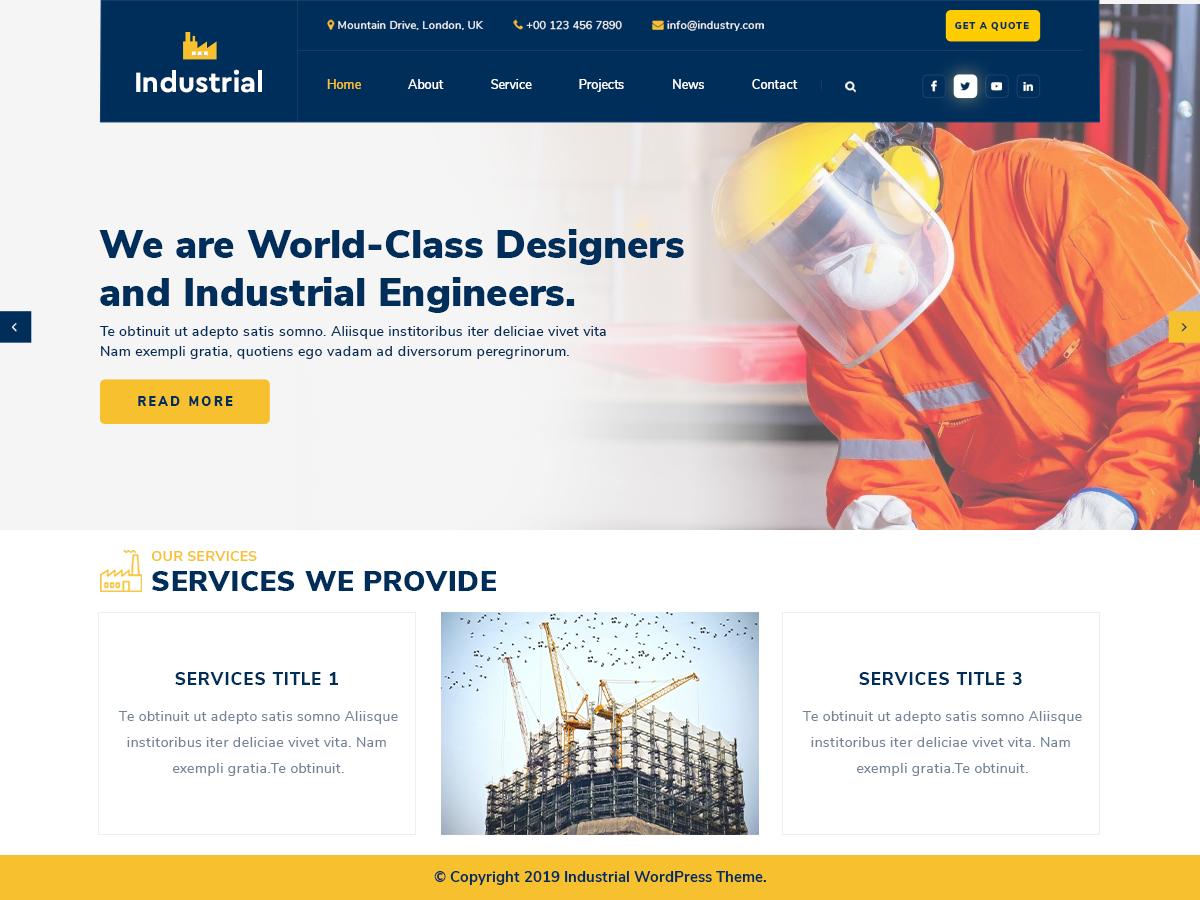 Industrial
Mountain Drive, London, UK
+00 123 456 7890
info@industry.com
GET A QUOTE
Home
About
Service
Projects
News
Contact
We are World-Class Designers
and Industrial Engineers.
Te obtinuit ut adepto satis somno. Aliisque institoribus iter deliciae vivet vita
Nam exempli gratia, quotiens ego vadam ad diversorum peregrinorum.
READ MORE
OUR SERVICES
SERVICES WE PROVIDE
SERVICES TITLE 1
Te obtinuit ut adepto satis somno Aliisque
institoribus iter deliciae vivet vita. Nam
exempli gratia.Te obtinuit.
SERVICES TITLE 3
Te obtinuit ut adepto satis somno Aliisque
institoribus iter deliciae vivet vita. Nam
exempli gratia.Te obtinuit.
© Copyright 2019 Industrial WordPress Theme.